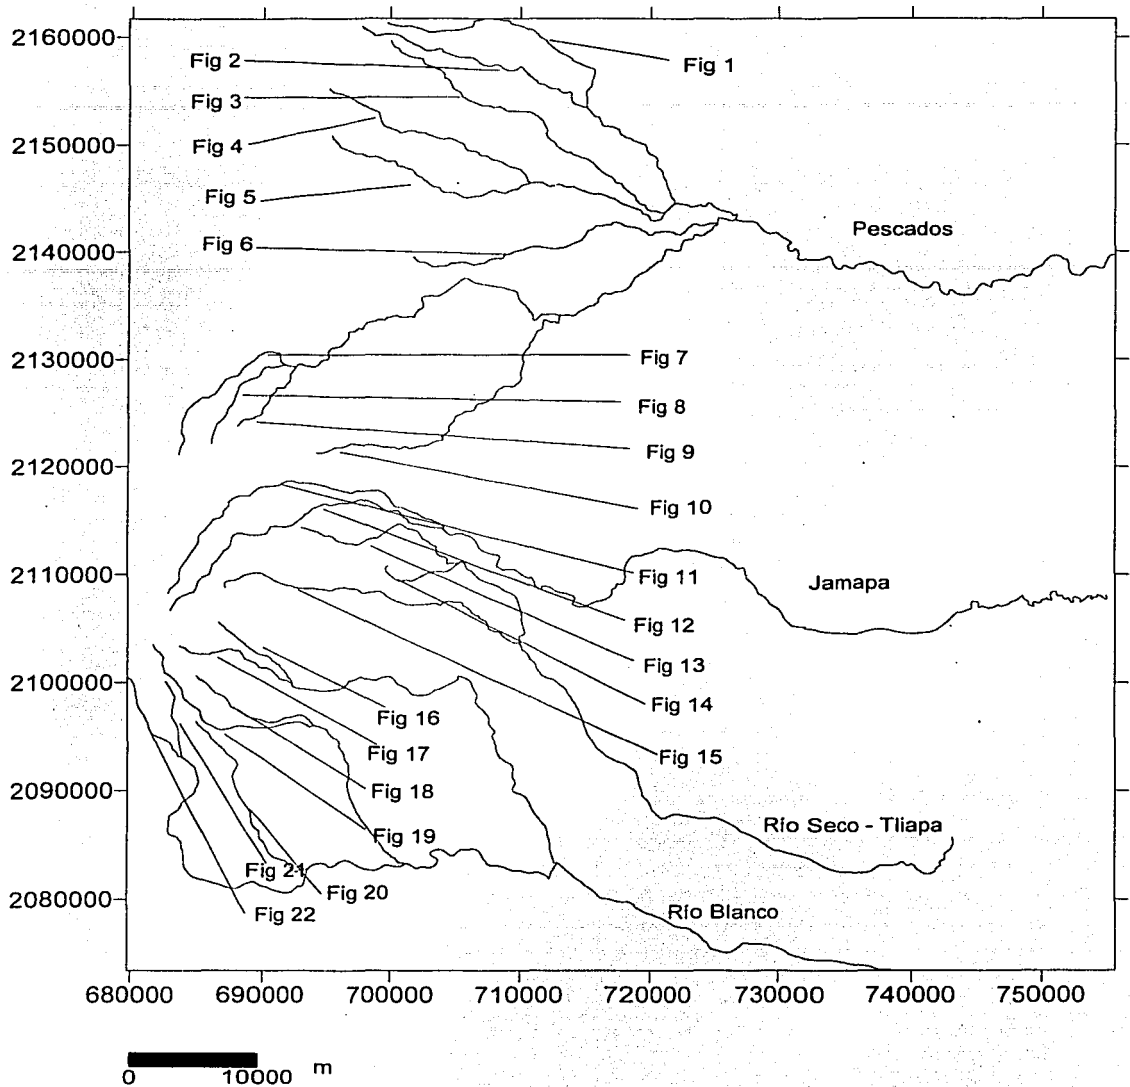 2160000
Fig 1
Fig 2
Fig 3
2150000
Fig 4
Fig 5
Pescados
Fig 6
2140000
2130000
Fig 7
Fig 8
Fig 9
2120000
Fig 10
Fig 11
2110000
Jamapa
Fig 12
Fig 13
Fig 14
2100000
Fig 16
Fig 17
Fig 15
2090000
Fig 18
Río Seco - Tliapa
Fig 19
Fig 21
Fig 20
2080000
Fig 22
Río Blanco
680000 690000 700000 710000 720000 730000 740000 750000
0 10000 m